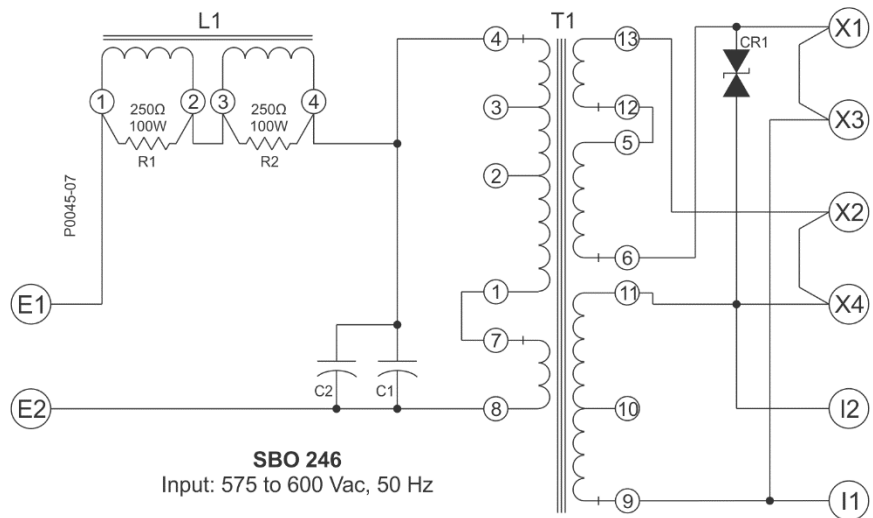 L1
T1
X1
4
13
CR1
1
2
3
4
250Ω
100W
250Ω
100W
3
12
X3
R1
R2
5
2
P0045-07
X2
6
E1
1
11
X4
7
C2
C1
E2
8
10
I2
SBO 246
Input: 575 to 600 Vac, 50 Hz
9
I1